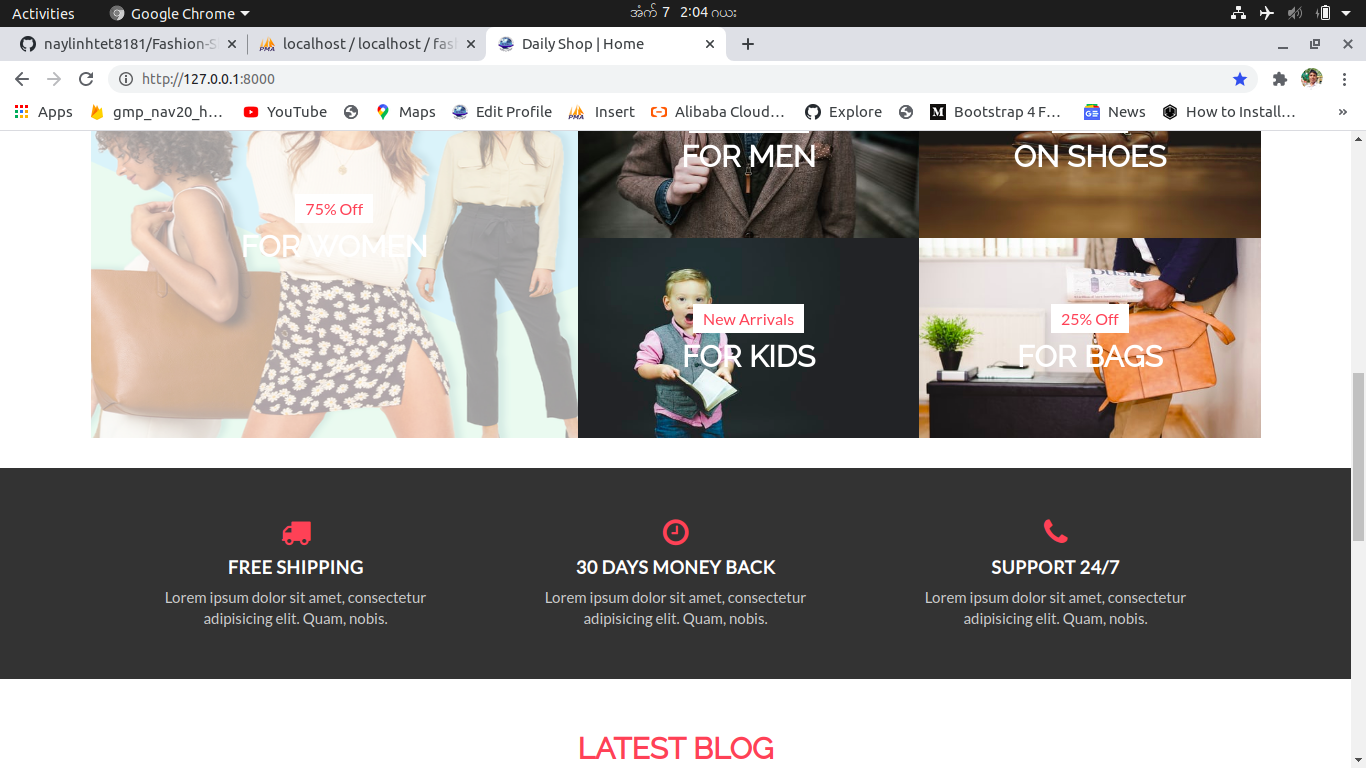 Activities
Google Chrome
အောက် 7 2:04 ဂယး
naylinhtet8181/Fashion-S
localhost / localhost / fash
Daily Shop | Home
http://127.0.0.1:8000
Apps
gmp_nav20_h...
YouTube
Maps
Edit Profile
Insert
Alibaba Cloud...
Explore
Bootstrap 4 F...
News
How to Install...
»
FOR MEN
ON SHOES
75% Off
FOR WOMEN
New Arrivals
FOR KIDS
25% Off
FOR BAGS
FREE SHIPPING
Lorem ipsum dolor sit amet, consectetur
adipisicing elit. Quam, nobis.
30 DAYS MONEY BACK
Lorem ipsum dolor sit amet, consectetur
adipisicing elit. Quam, nobis.
SUPPORT 24/7
Lorem ipsum dolor sit amet, consectetur
adipisicing elit. Quam, nobis.
LATEST BLOG